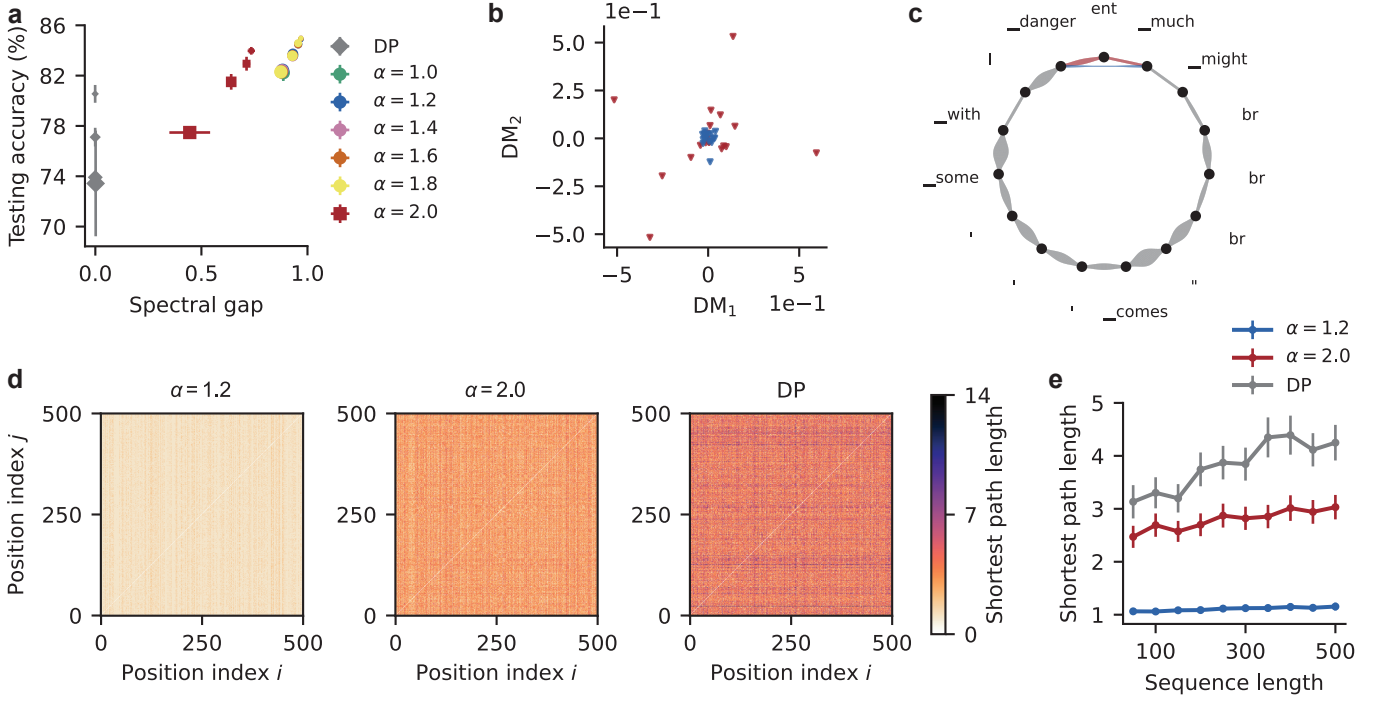 a
86
82
78
74
70
Testing accuracy (%)
0.0
0.5
1.0
Spectral gap
DP
α = 1.0
α = 1.2
α = 1.4
α = 1.6
α = 1.8
α = 2.0
b
1e−1
5.0
2.5
0.0
−2.5
−5.0
DM2
−5
0
5
DM1
1e−1
c
ent
_danger
_much
l
_might
_with
br
_some
br
'
br
'
"
'
_comes
d
α = 1.2
500
250
0
Position index j
0
250
500
Position index i
α = 2.0
500
250
0
0
250
500
Position index i
DP
500
250
0
0
250
500
Position index i
14
7
0
Shortest path length
α = 1.2
α = 2.0
DP
e
5
4
3
2
1
Shortest path length
100
300
500
Sequence length